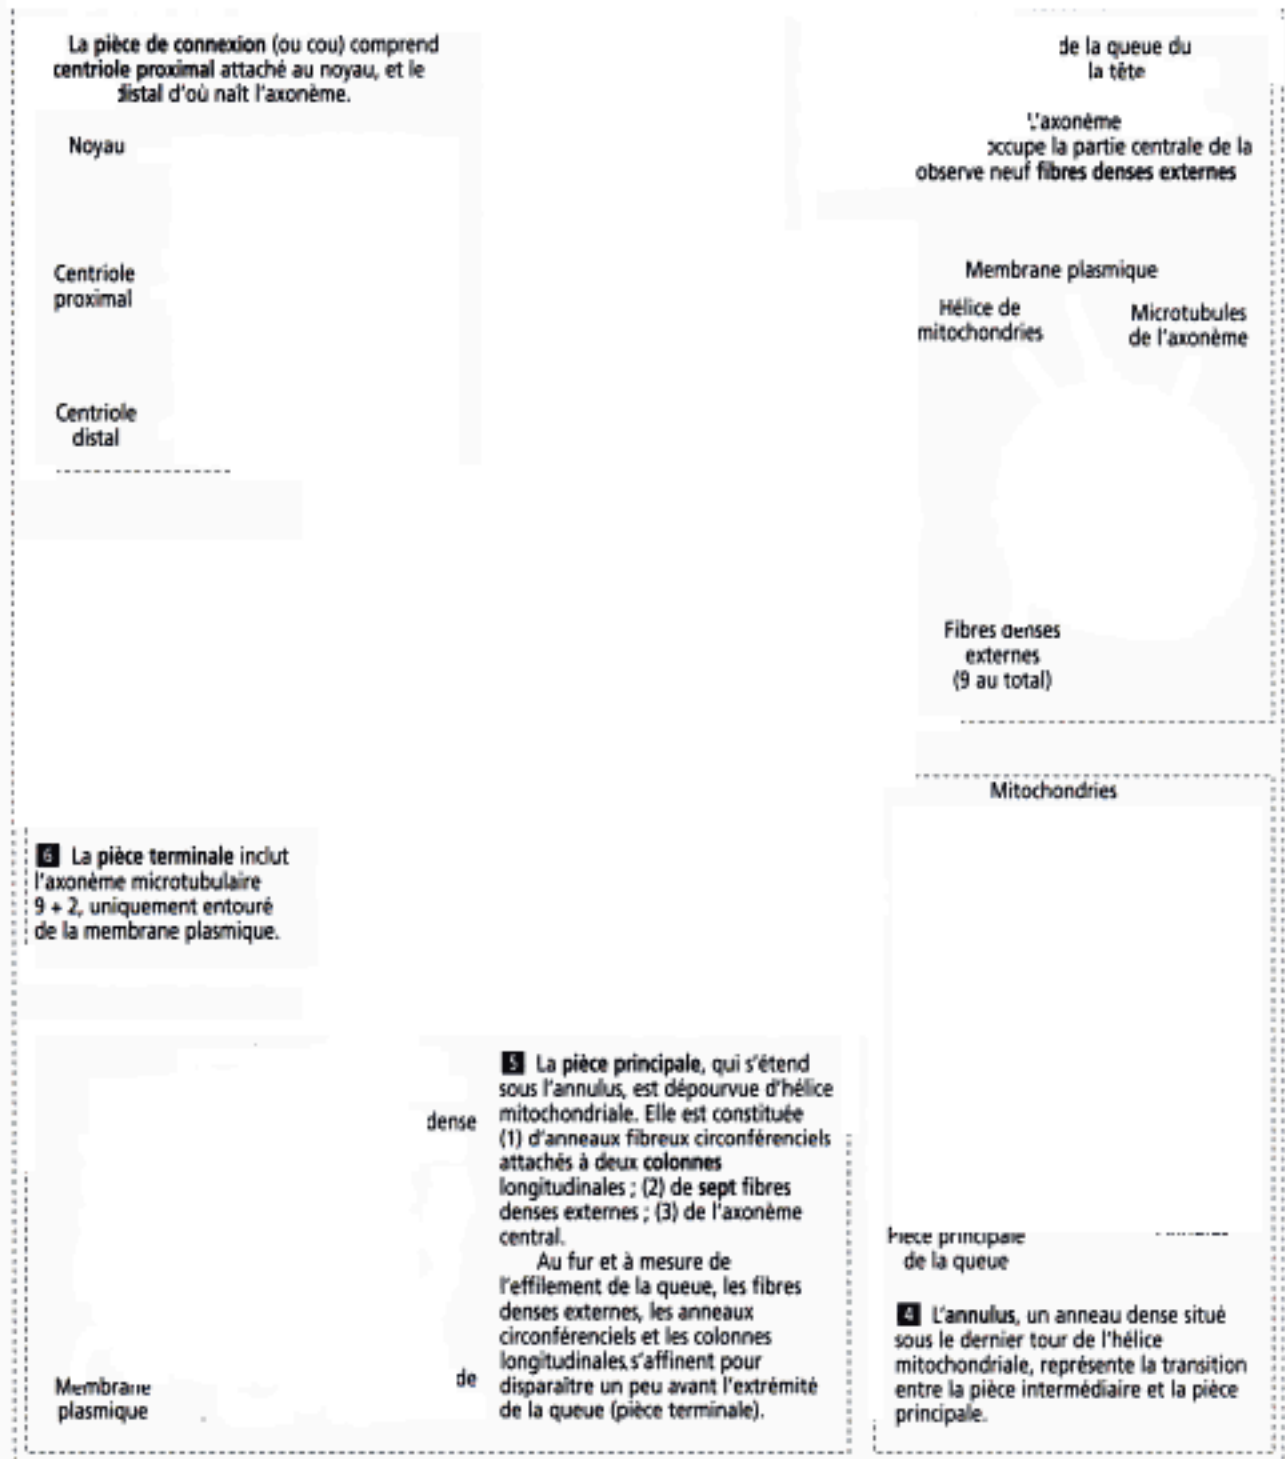 La pièce de connexion (ou cou) comprend
centriole proximal attaché au noyau, et le
distal d'où naît l'axonème.
Noyau
Centriole
proximal
Centriole
distal
de la queue du
la tête
L'axonème
occupe la partie centrale de la
observe neuf fibres denses externes
Membrane plasmique
Hélice de
mitochondries
Microtubules
de l'axonème
Fibres denses
externes
(9 au total)
Mitochondries
Pièce principale
de la queue
4 L'annulus, un anneau dense situé
sous le dernier tour de l'hélice
mitochondriale, représente la transition
entre la pièce intermédiaire et la pièce
principale.
6 La pièce terminale inclut
l'axonème microtubulaire
9 + 2, uniquement entouré
de la membrane plasmique.
dense
de
Membrane
plasmique
5 La pièce principale, qui s'étend
sous l'annulus, est dépourvue d'hélice
mitochondriale. Elle est constituée
(1) d'anneaux fibreux circonférenciels
attachés à deux colonnes
longitudinales ; (2) de sept fibres
denses externes ; (3) de l'axonème
central.
Au fur et à mesure de
l'effilement de la queue, les fibres
denses externes, les anneaux
circonférenciels et les colonnes
longitudinales s'affinent pour
disparaître un peu avant l'extrémité
de la queue (pièce terminale).